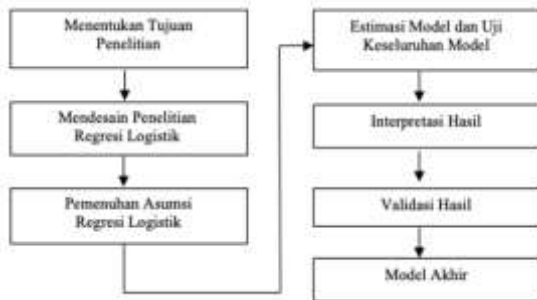 Menentukan Tujuan
Penelitian
Mendesain Penelitian
Regresi Logistik
Pemenuhan Asumsi
Regresi Logistik
Estimasi Model dan Uji
Keseluruhan Model
Interpretasi Hasil
Validasi Hasil
Model Akhir